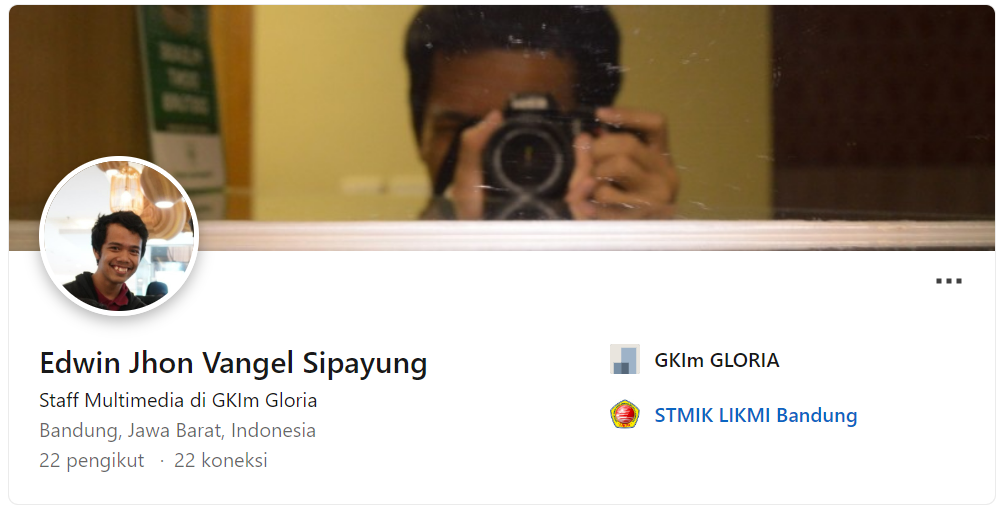 Edwin Jhon Vangel Sipayung
Staff Multimedia di GKIm Gloria
Bandung, Jawa Barat, Indonesia
22 pengikut · 22 koneksi
GKIm GLORIA
STMIK LIKMI Bandung